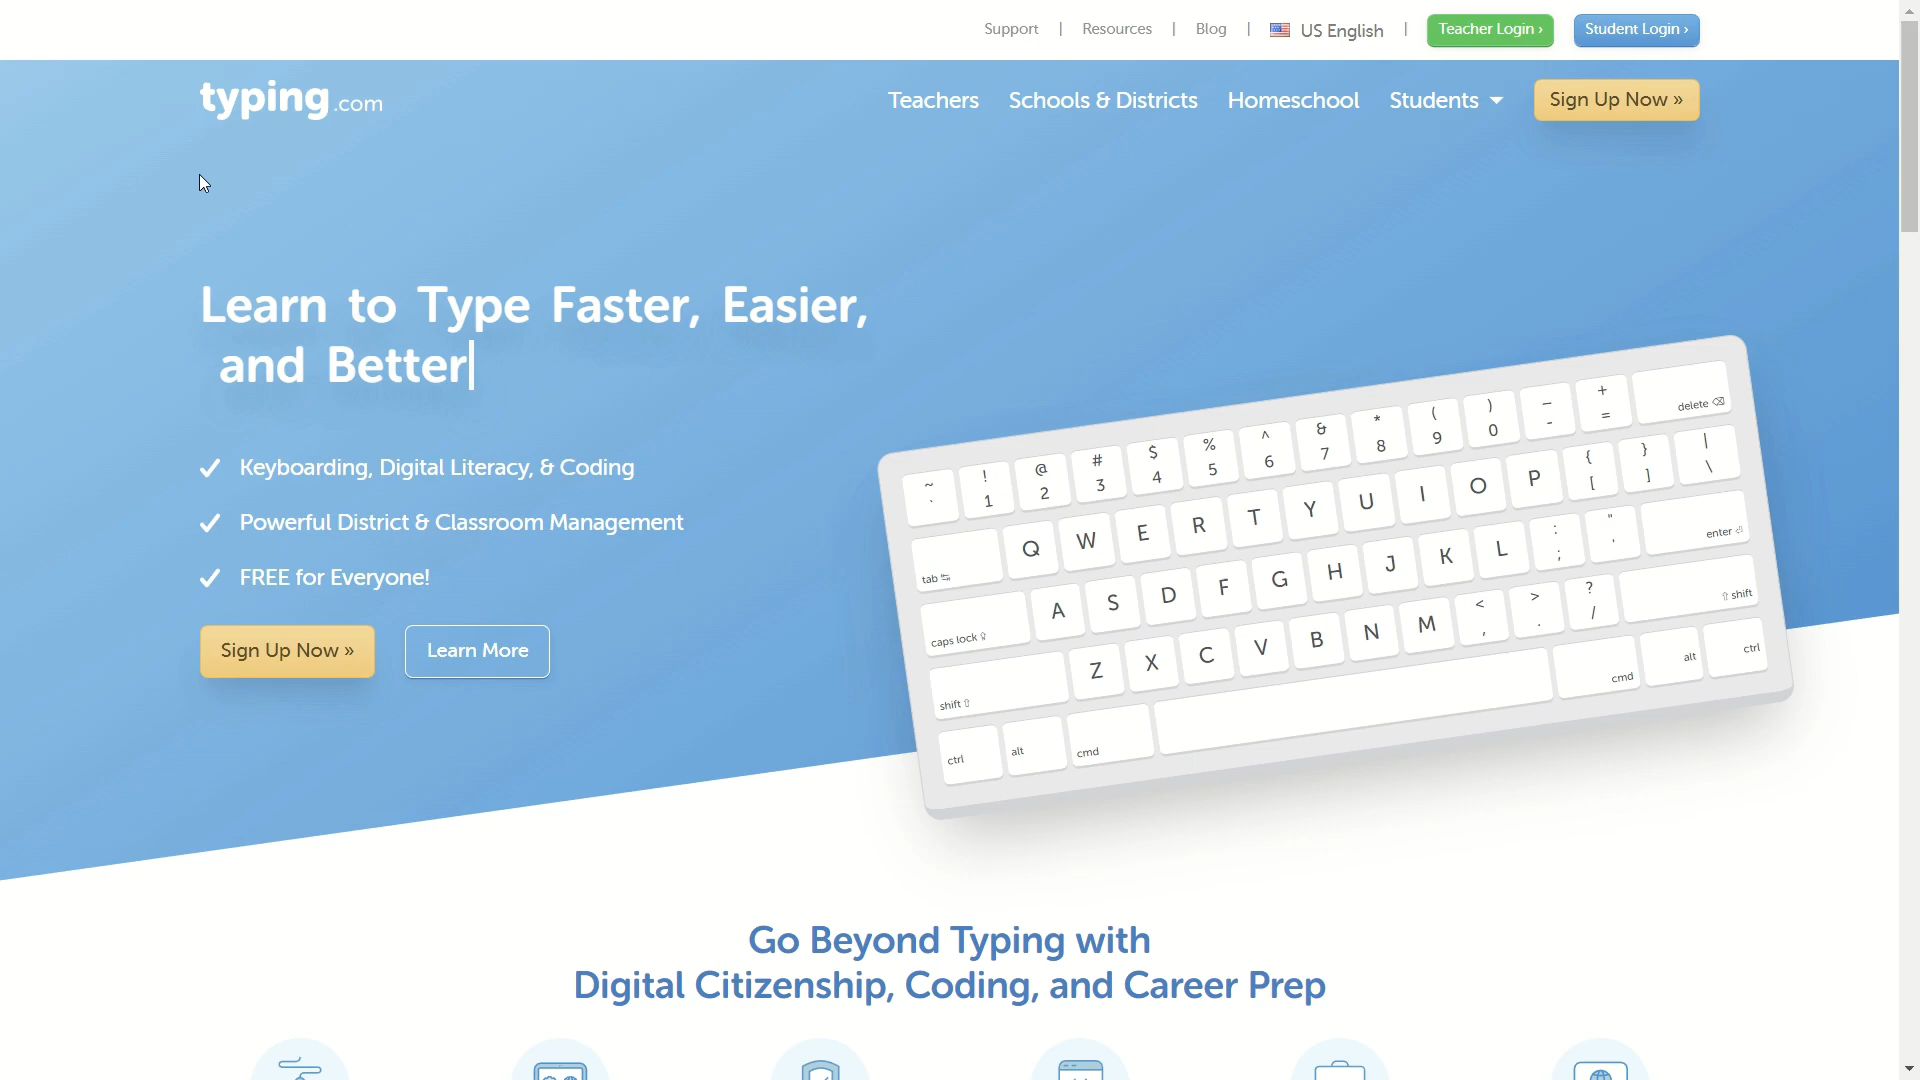 Support | Resources | Blog | US English | Teacher Login › Student Login ›
typing.com
Teachers Schools & Districts Homeschool Students Sign Up Now »
Learn to Type Faster, Easier,
and Better
Keyboarding, Digital Literacy, & Coding
Powerful District & Classroom Management
FREE for Everyone!
Sign Up Now » Learn More
~ ! @ # $ % ^ & * ( ) – +
` 1 2 3 4 5 6 7 8 9 0 - = delete ⌫
tab ↹ Q W E R T Y U I O P { [ } ] | \
caps lock ⇪ A S D F G H J K L : ; " ' enter ⏎
shift ⇧ Z X C V B N M < , > . ? / ⇧ shift
ctrl alt cmd cmd alt ctrl
Go Beyond Typing with
Digital Citizenship, Coding, and Career Prep